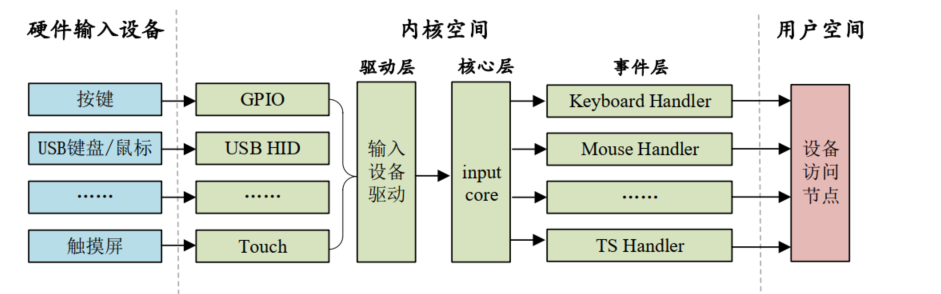 硬件输入设备
内核空间
用户空间
驱动层
核心层
事件层
按键
GPIO
Keyboard Handler
USB键盘/鼠标
USB HID
Mouse Handler
……
……
……
触摸屏
Touch
TS Handler
输入
设备
驱动
input
core
设备
访问
节点